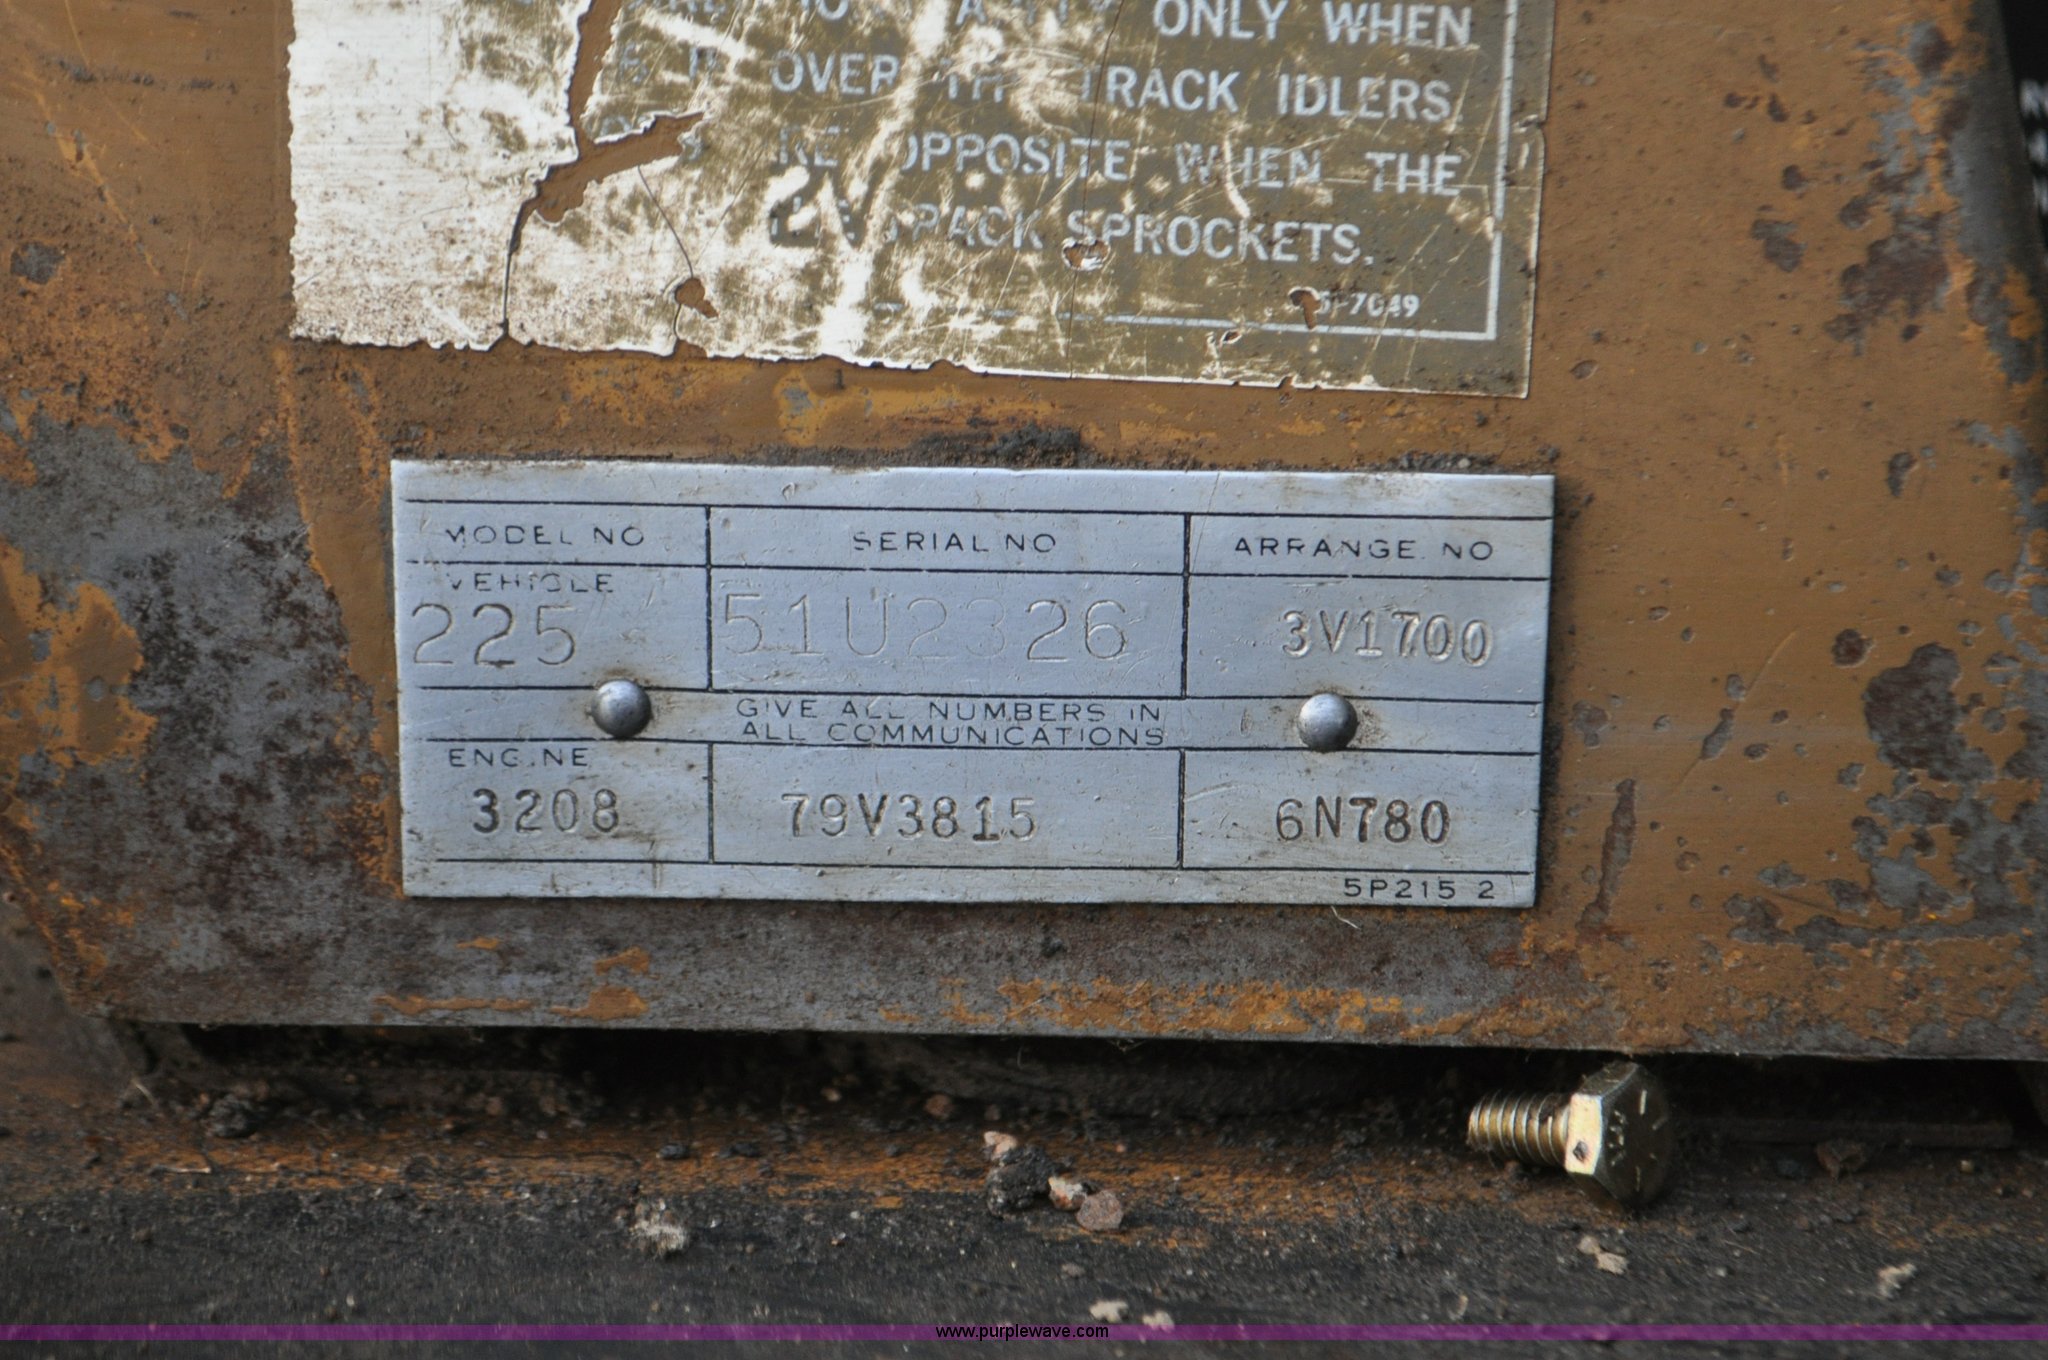 ONLY WHEN
OVER TRACK IDLERS
OPPOSITE WHEN THE
TRACK SPROCKETS.
MODEL NO SERIAL NO ARRANGE. NO
VEHICLE
225 51U2326 3V1700
GIVE ALL NUMBERS IN
ALL COMMUNICATIONS
ENGINE
3208 79V3815 6N780
5P215 2
www.purplewave.com